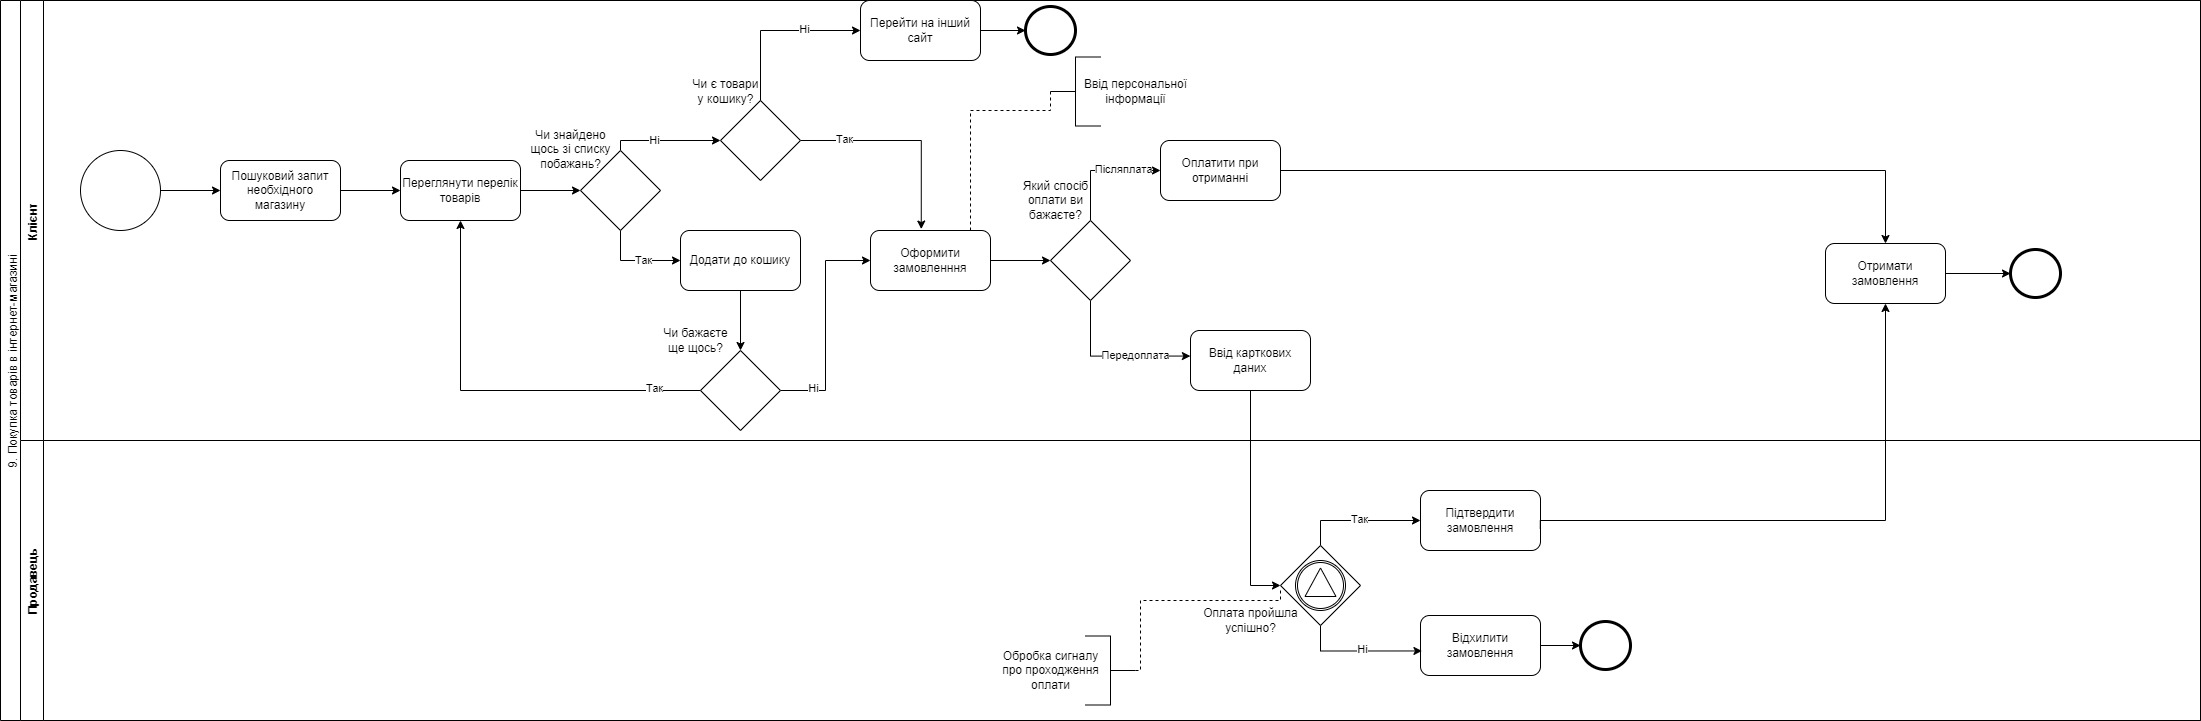 9. Покупка товарів в інтернет-магазині
Клієнт
Продавець
Пошуковий запит
необхідного
магазину
Переглянути перелік
товарів
Чи знайдено
щось зі списку
побажань?
Ні
Так
Чи є товари
у кошику?
Ні
Так
Перейти на інший
сайт
Додати до кошику
Чи бажаєте
ще щось?
Так
Ні
Оформити
замовленння
Ввід персональної
інформації
Який спосіб
оплати ви
бажаєте?
Післяплата
Передоплата
Оплатити при
отриманні
Ввід карткових
даних
Отримати
замовлення
Оплата пройшла
успішно?
Так
Ні
Підтвердити
замовлення
Відхилити
замовлення
Обробка сигналу
про проходження
оплати